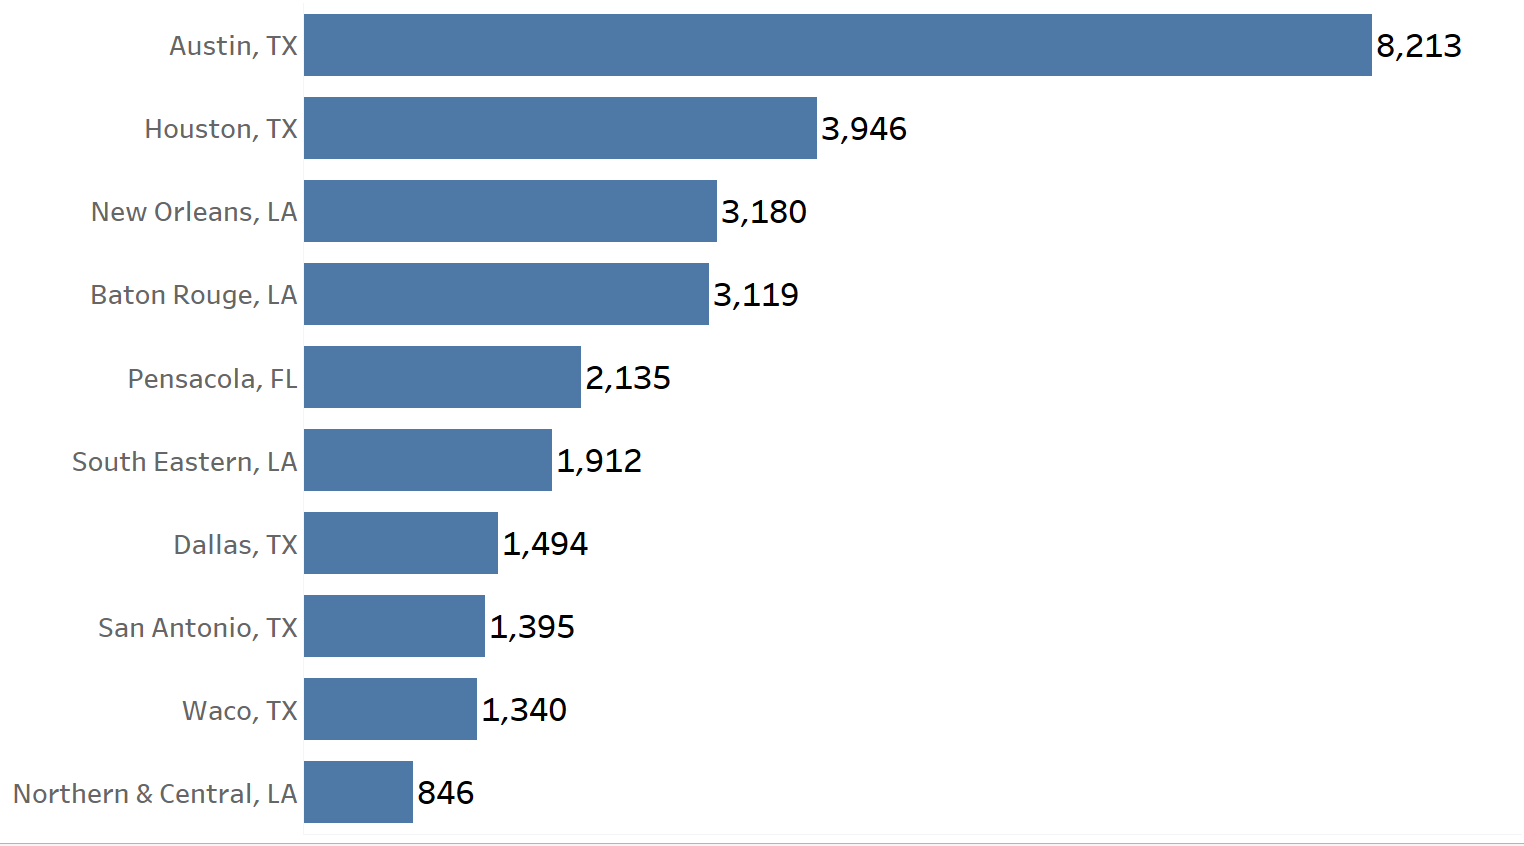 Austin, TX 8,213
Houston, TX 3,946
New Orleans, LA 3,180
Baton Rouge, LA 3,119
Pensacola, FL 2,135
South Eastern, LA 1,912
Dallas, TX 1,494
San Antonio, TX 1,395
Waco, TX 1,340
Northern & Central, LA 846